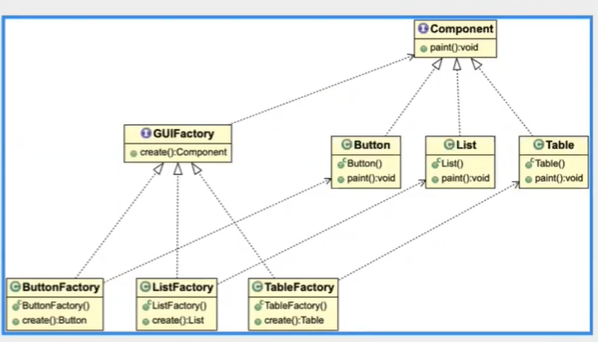 Component
paint():void
GUIFactory
create():Component
Button
Button()
paint():void
List
List()
paint():void
Table
Table()
paint():void
ButtonFactory
ButtonFactory()
create():Button
ListFactory
ListFactory()
create():List
TableFactory
TableFactory()
create():Table